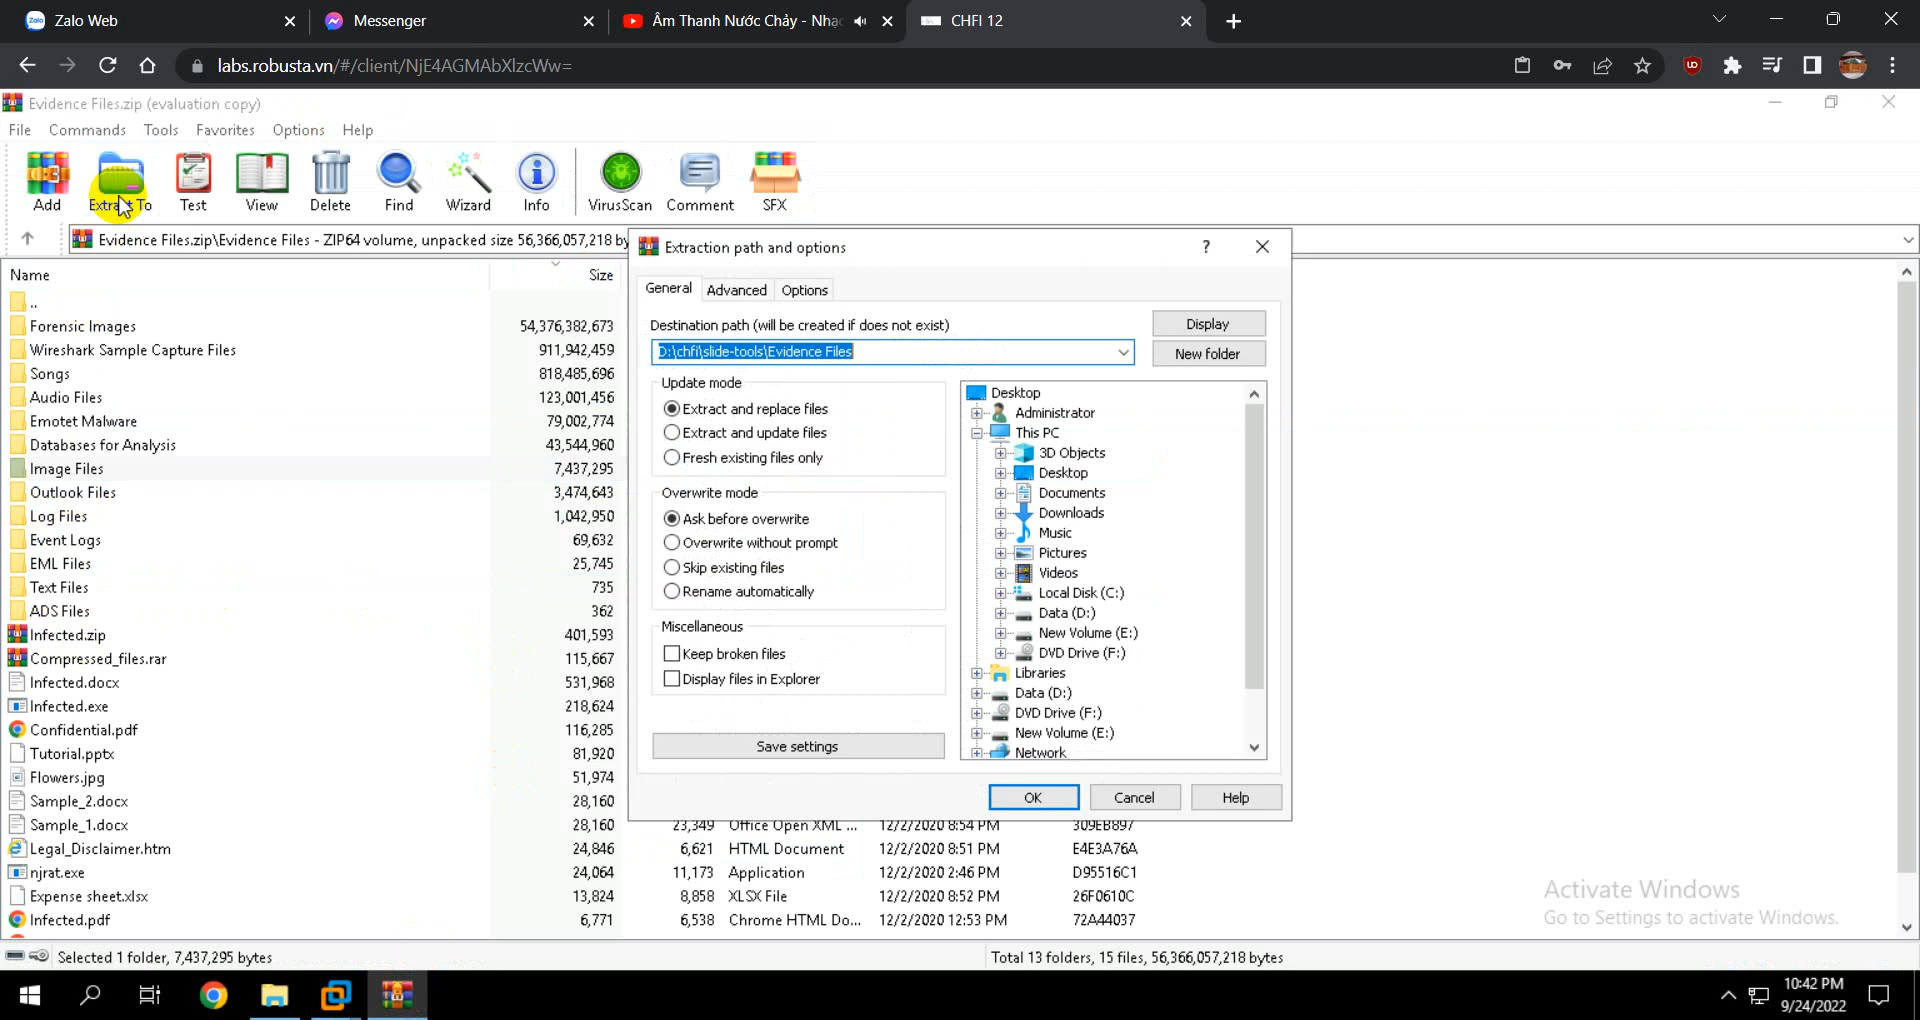 Zalo Web
Messenger
Âm Thanh Nước Chảy - Nhạc
CHFI 12
labs.robusta.vn/#/client/NjE4AGMAbXlzcWw=
Evidence Files.zip (evaluation copy)
File Commands Tools Favorites Options Help
Add Extract To Test View Delete Find Wizard Info VirusScan Comment SFX
Evidence Files.zip\Evidence Files - ZIP64 volume, unpacked size 56,366,057,218 by
Name Size
..
Forensic Images 54,376,382,673
Wireshark Sample Capture Files 911,942,459
Songs 818,485,696
Audio Files 123,001,456
Emotet Malware 79,002,774
Databases for Analysis 43,544,960
Image Files 7,437,295
Outlook Files 3,474,643
Log Files 1,042,950
Event Logs 69,632
EML Files 25,745
Text Files 735
ADS Files 362
Infected.zip 401,593
Compressed_files.rar 115,667
Infected.docx 531,968
Infected.exe 218,624
Confidential.pdf 116,285
Tutorial.pptx 81,920
Flowers.jpg 51,974
Sample_2.docx 28,160
Sample_1.docx 28,160 23,349 Office Open XML ... 12/2/2020 8:54 PM 309EB897
Legal_Disclaimer.htm 24,846 6,621 HTML Document 12/2/2020 8:51 PM E4E3A76A
njrat.exe 24,064 11,173 Application 12/2/2020 2:46 PM D95516C1
Expense sheet.xlsx 13,824 8,858 XLSX File 12/2/2020 8:52 PM 26F0610C
Infected.pdf 6,771 6,538 Chrome HTML Do... 12/2/2020 12:53 PM 72A44037
Extraction path and options
?
General Advanced Options
Destination path (will be created if does not exist)
Display
D:\chfi\slide-tools\Evidence Files
New folder
Update mode
Extract and replace files
Extract and update files
Fresh existing files only
Overwrite mode
Ask before overwrite
Overwrite without prompt
Skip existing files
Rename automatically
Miscellaneous
Keep broken files
Display files in Explorer
Save settings
Desktop
Administrator
This PC
3D Objects
Desktop
Documents
Downloads
Music
Pictures
Videos
Local Disk (C:)
Data (D:)
New Volume (E:)
DVD Drive (F:)
Libraries
Data (D:)
DVD Drive (F:)
New Volume (E:)
Network
OK Cancel Help
Activate Windows
Go to Settings to activate Windows.
Selected 1 folder, 7,437,295 bytes
Total 13 folders, 15 files, 56,366,057,218 bytes
10:42 PM
9/24/2022